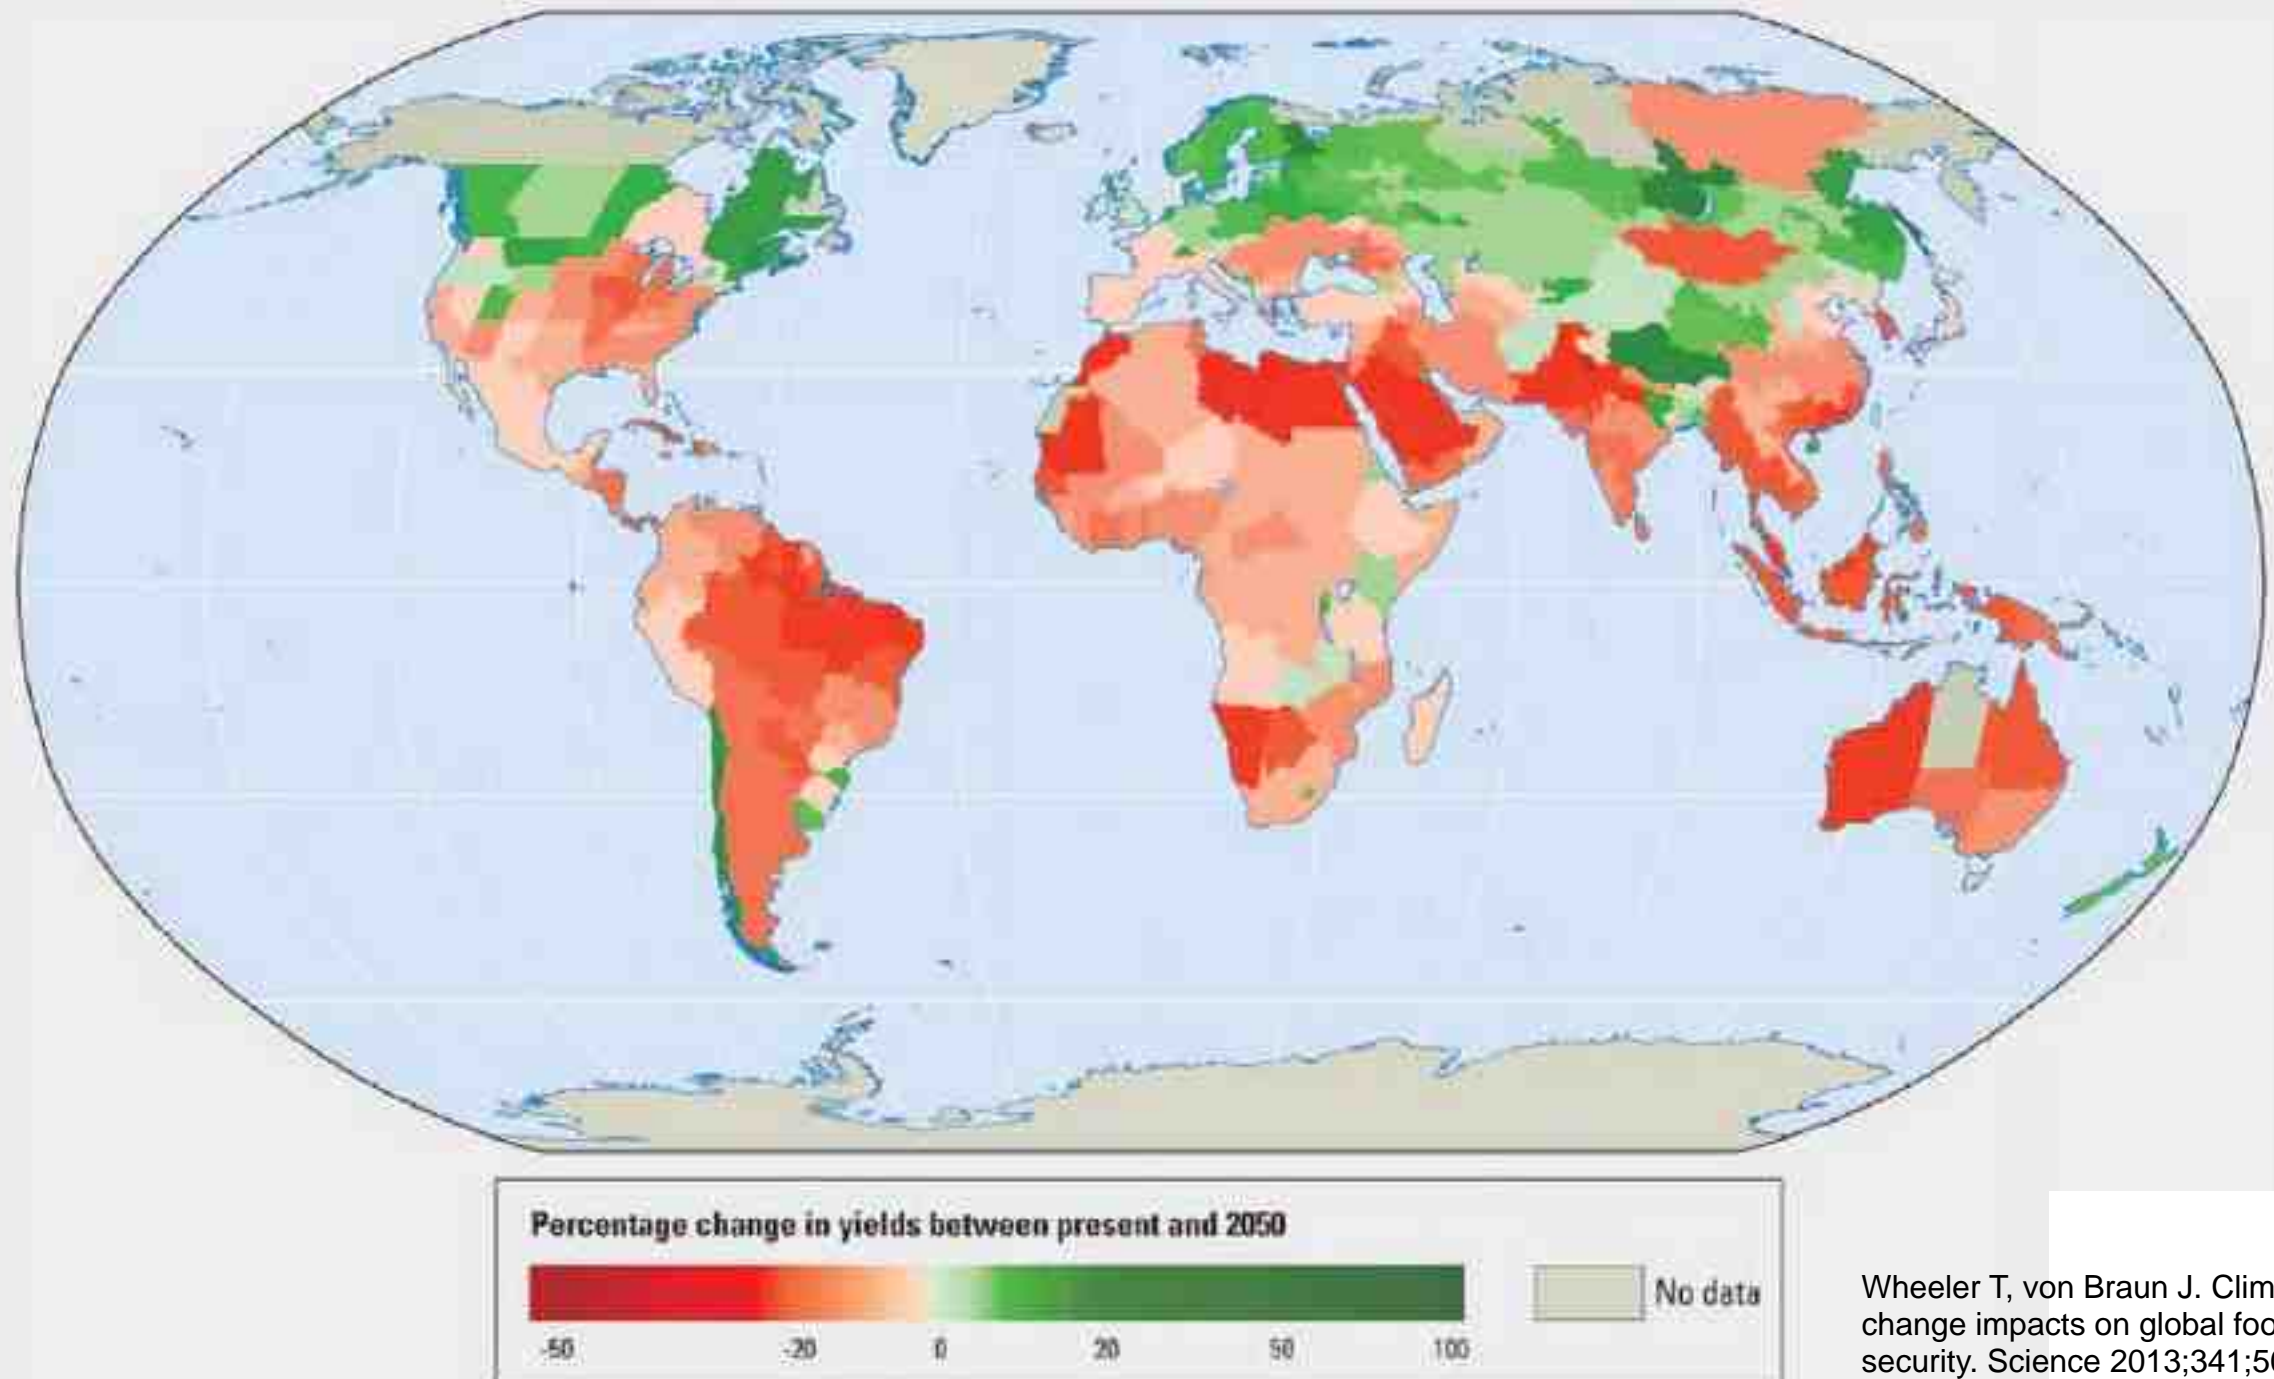 Percentage change in yields between present and 2050
-50 -20 0 20 50 100
No data
Wheeler T, von Braun J. Clim
change impacts on global foo
security. Science 2013;341;50